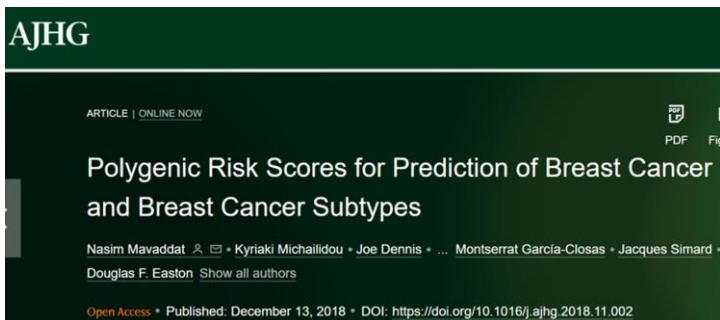 AJHG
ARTICLE | ONLINE NOW
PDF
Polygenic Risk Scores for Prediction of Breast Cancer
and Breast Cancer Subtypes
Nasim Mavaddat • Kyriaki Michailidou • Joe Dennis • ... Montserrat García-Closas • Jacques Simard •
Douglas F. Easton Show all authors
Open Access • Published: December 13, 2018 • DOI: https://doi.org/10.1016/j.ajhg.2018.11.002